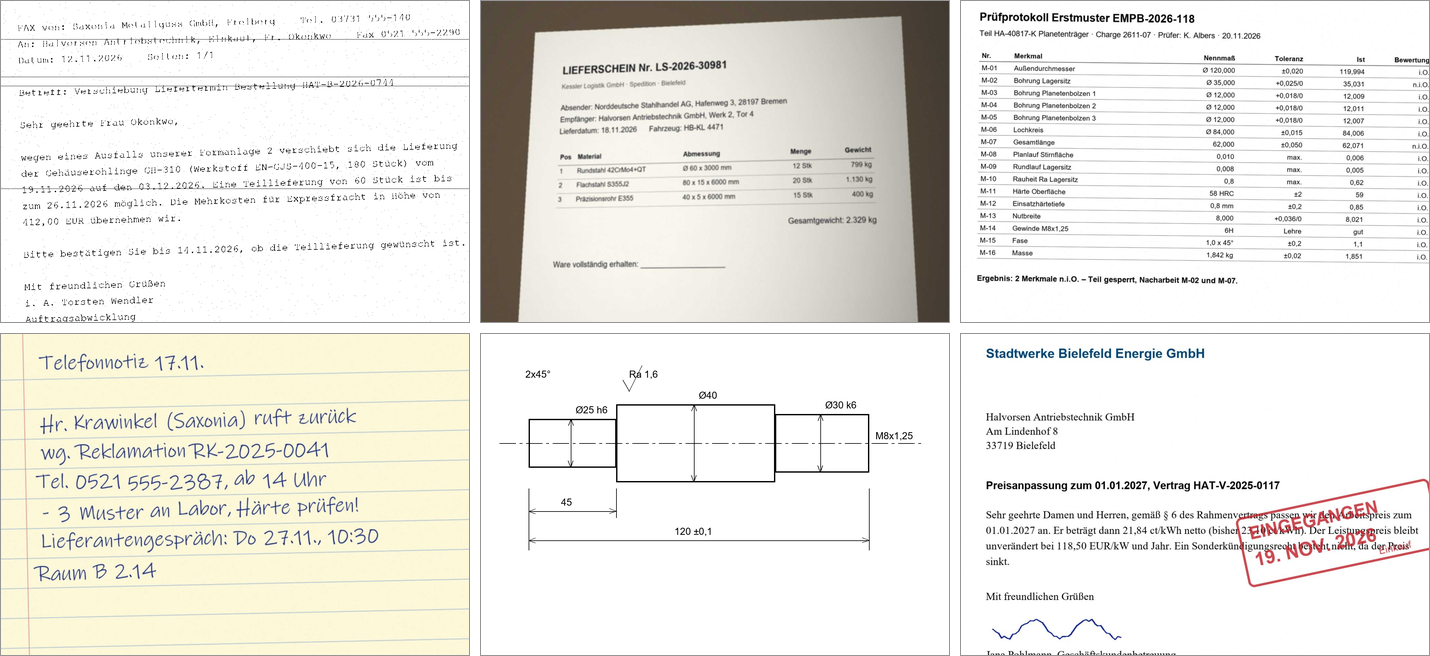 FAX von: Saxonia Metallguss GmbH, Freiberg Tel. 03731 555-140
An: Halvorsen Antriebstechnik, Einkauf, Fr. Okonkwo Fax 0521 555-2290
Datum: 12.11.2026 Seiten: 1/1
Betreff: Verschiebung Liefertermin Bestellung HAT-B-2026-0744
Sehr geehrte Frau Okonkwo,
wegen eines Ausfalls unserer Formanlage 2 verschiebt sich die Lieferung
der Gehäuserohlinge GH-310 (Werkstoff EN-GJS-400-15, 180 Stück) vom
19.11.2026 auf den 03.12.2026. Eine Teillieferung von 60 Stück ist bis
zum 26.11.2026 möglich. Die Mehrkosten für Expressfracht in Höhe von
412,00 EUR übernehmen wir.
Bitte bestätigen Sie bis 14.11.2026, ob die Teillieferung gewünscht ist.
Mit freundlichen Grüßen
i. A. Torsten Wendler
Auftragsabwicklung
LIEFERSCHEIN Nr. LS-2026-30981
Kessler Logistik GmbH · Spedition · Bielefeld
Absender: Norddeutsche Stahlhandel AG, Hafenweg 3, 28197 Bremen
Empfänger: Halvorsen Antriebstechnik GmbH, Werk 2, Tor 4
Lieferdatum: 18.11.2026 Fahrzeug: HB-KL 4471
Pos Material Abmessung Menge Gewicht
1 Rundstahl 42CrMo4+QT Ø 60 x 3000 mm 12 Stk 799 kg
2 Flachstahl S355J2 80 x 15 x 6000 mm 20 Stk 1.130 kg
3 Präzisionsrohr E355 40 x 5 x 6000 mm 15 Stk 400 kg
Gesamtgewicht: 2.329 kg
Ware vollständig erhalten: _______________
Prüfprotokoll Erstmuster EMPB-2026-118
Teil HA-40817-K Planetenträger · Charge 2611-07 · Prüfer: K. Albers · 20.11.2026
Nr. Merkmal Nennmaß Toleranz Ist Bewertung
M-01 Außendurchmesser Ø 120,000 ±0,020 119,994 i.O.
M-02 Bohrung Lagersitz Ø 35,000 +0,025/0 35,031 n.i.O.
M-03 Bohrung Planetenbolzen 1 Ø 12,000 +0,018/0 12,009 i.O.
M-04 Bohrung Planetenbolzen 2 Ø 12,000 +0,018/0 12,011 i.O.
M-05 Bohrung Planetenbolzen 3 Ø 12,000 +0,018/0 12,007 i.O.
M-06 Lochkreis Ø 84,000 ±0,015 84,006 i.O.
M-07 Gesamtlänge 62,000 ±0,050 62,071 n.i.O.
M-08 Planlauf Stirnfläche 0,010 max. 0,006 i.O.
M-09 Rundlauf Lagersitz 0,008 max. 0,005 i.O.
M-10 Rauheit Ra Lagersitz 0,8 max. 0,62 i.O.
M-11 Härte Oberfläche 58 HRC ±2 59 i.O.
M-12 Einsatzhärtetiefe 0,8 mm ±0,2 0,85 i.O.
M-13 Nutbreite 8,000 +0,036/0 8,021 i.O.
M-14 Gewinde M8x1,25 6H Lehre gut i.O.
M-15 Fase 1,0 x 45° ±0,2 1,1 i.O.
M-16 Masse 1,842 kg ±0,02 1,851 i.O.
Ergebnis: 2 Merkmale n.i.O. – Teil gesperrt, Nacharbeit M-02 und M-07.
Telefonnotiz 17.11.
Hr. Krawinkel (Saxonia) ruft zurück
wg. Reklamation RK-2025-0041
Tel. 0521 555-2387, ab 14 Uhr
- 3 Muster an Labor, Härte prüfen!
Lieferantengespräch: Do 27.11., 10:30
Raum B 2.14
2x45°
Ra 1,6
Ø25 h6
Ø40
Ø30 k6
M8x1,25
45
120 ±0,1
Stadtwerke Bielefeld Energie GmbH
Halvorsen Antriebstechnik GmbH
Am Lindenhof 8
33719 Bielefeld
Preisanpassung zum 01.01.2027, Vertrag HAT-V-2025-0117
Sehr geehrte Damen und Herren, gemäß § 6 des Rahmenvertrags passen wir den Arbeitspreis zum
01.01.2027 an. Er beträgt dann 21,84 ct/kWh netto (bisher ct/kWh). Der Leistungspreis bleibt
unverändert bei 118,50 EUR/kW und Jahr. Ein Sonderkündigungsrecht besteht nicht, da der Preis
sinkt.
EINGEGANGEN
19. NOV. 2026
Einkauf
Mit freundlichen Grüßen
Jana Pohlmann, Geschäftskundenbetreuung